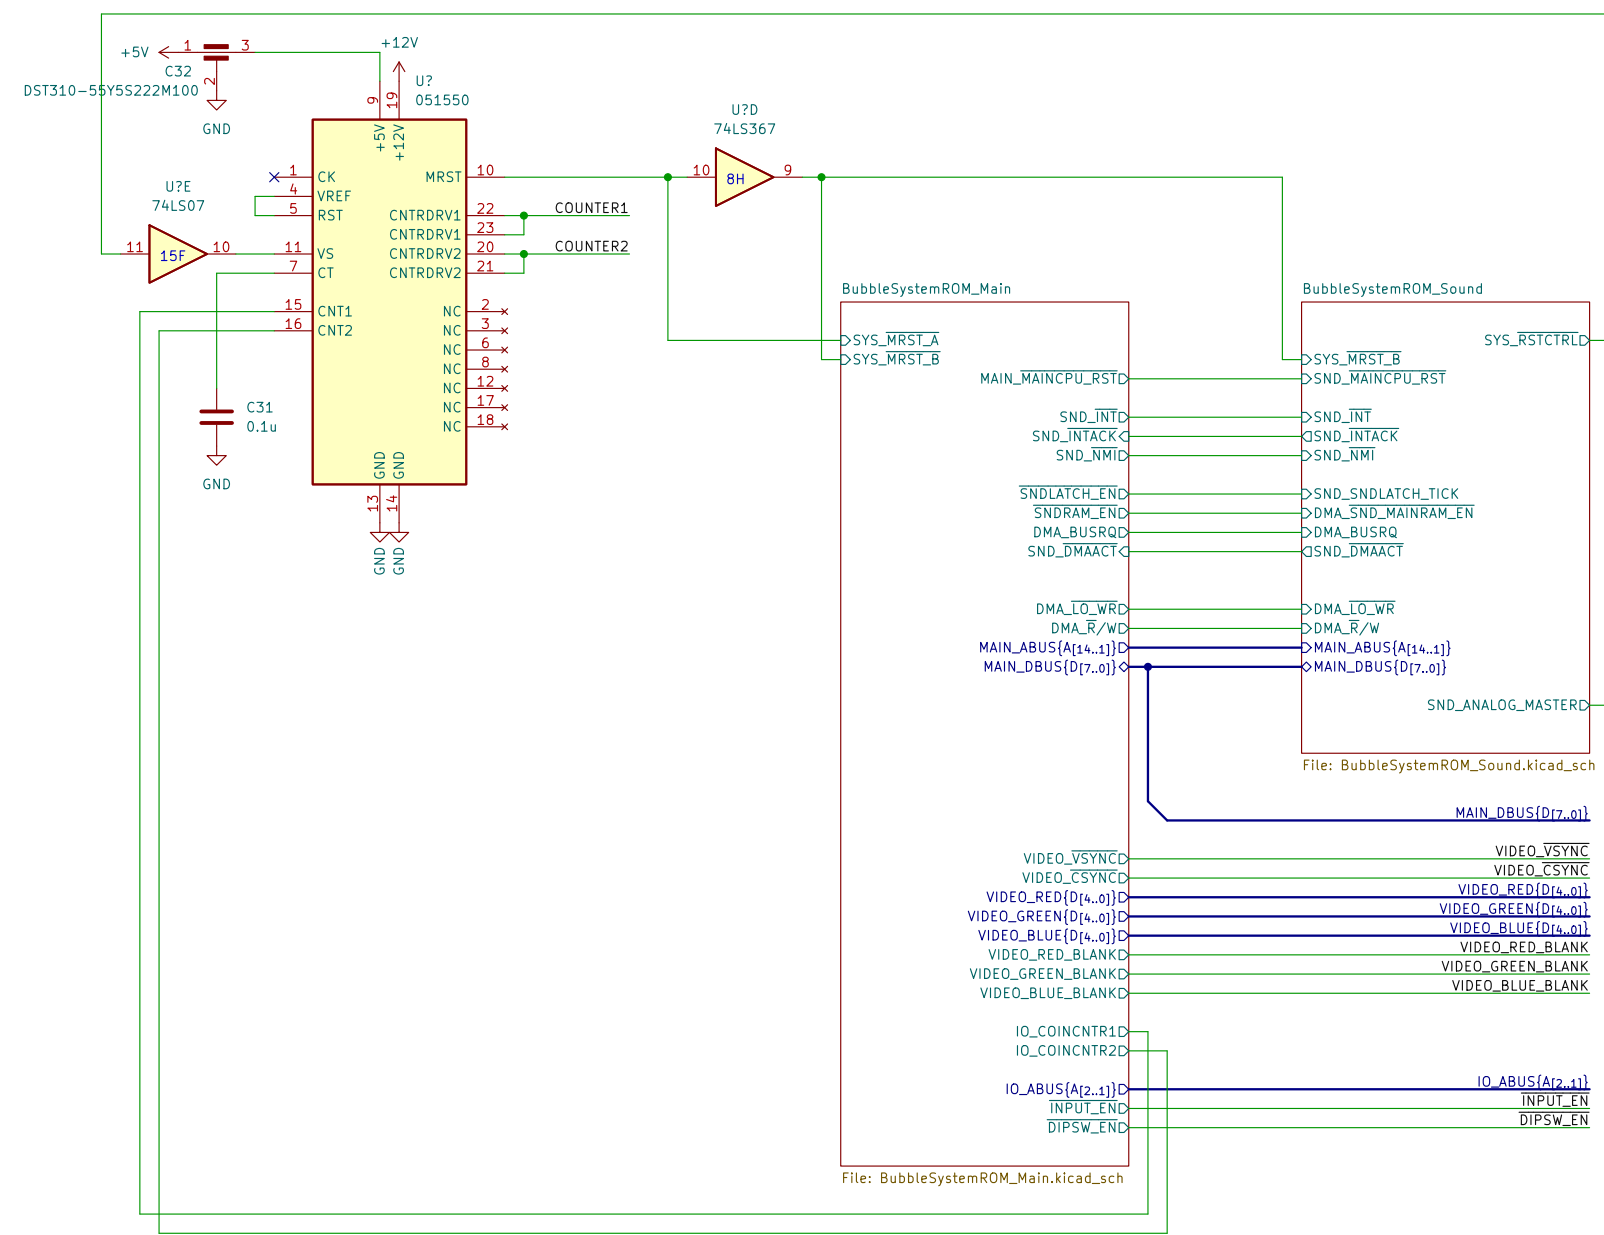 +5V
1
3
2
C32
DST310-55Y5S222M100
GND
+12V
9
19
U?
051550
+5V
+12V
1 CK
4 VREF
5 RST
11 VS
7 CT
15 CNT1
16 CNT2
MRST 10
CNTRDRV1 22
CNTRDRV1 23
CNTRDRV2 20
CNTRDRV2 21
NC 2
NC 3
NC 6
NC 8
NC 12
NC 17
NC 18
GND
GND
13
14
GND
GND
U?E
74LS07
11 15F 10
C31
0.1u
GND
COUNTER1
COUNTER2
U?D
74LS367
10 8H 9
BubbleSystemROM_Main
SYS_MRST_A
SYS_MRST_B
MAIN_MAINCPU_RST
SND_INT
SND_INTACK
SND_NMI
SNDLATCH_EN
SNDRAM_EN
DMA_BUSRQ
SND_DMAACT
DMA_LO_WR
DMA_R/W
MAIN_ABUS{A[14..1]}
MAIN_DBUS{D[7..0]}
VIDEO_VSYNC
VIDEO_CSYNC
VIDEO_RED{D[4..0]}
VIDEO_GREEN{D[4..0]}
VIDEO_BLUE{D[4..0]}
VIDEO_RED_BLANK
VIDEO_GREEN_BLANK
VIDEO_BLUE_BLANK
IO_COINCNTR1
IO_COINCNTR2
IO_ABUS{A[2..1]}
INPUT_EN
DIPSW_EN
File: BubbleSystemROM_Main.kicad_sch
BubbleSystemROM_Sound
SYS_RSTCTRL
SYS_MRST_B
SND_MAINCPU_RST
SND_INT
SND_INTACK
SND_NMI
SND_SNDLATCH_TICK
DMA_SND_MAINRAM_EN
DMA_BUSRQ
SND_DMAACT
DMA_LO_WR
DMA_R/W
MAIN_ABUS{A[14..1]}
MAIN_DBUS{D[7..0]}
SND_ANALOG_MASTER
File: BubbleSystemROM_Sound.kicad_sch
MAIN_DBUS{D[7..0]}
VIDEO_VSYNC
VIDEO_CSYNC
VIDEO_RED{D[4..0]}
VIDEO_GREEN{D[4..0]}
VIDEO_BLUE{D[4..0]}
VIDEO_RED_BLANK
VIDEO_GREEN_BLANK
VIDEO_BLUE_BLANK
IO_ABUS{A[2..1]}
INPUT_EN
DIPSW_EN